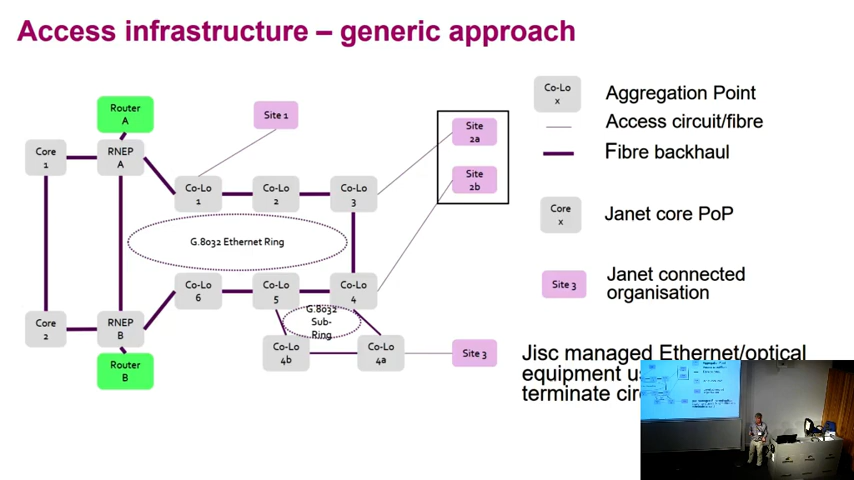 Access infrastructure – generic approach
Router
A
Site 1
Co-Lo
x
Aggregation Point
Access circuit/fibre
Fibre backhaul
Site
2a
Site
2b
Core
1
RNEP
A
Co-Lo
1
Co-Lo
2
Co-Lo
3
G.8032 Ethernet Ring
Core
x
Janet core PoP
Co-Lo
6
Co-Lo
5
Co-Lo
4
Site 3
Janet connected
organisation
G.8032
Sub-
Ring
Core
2
RNEP
B
Router
B
Co-Lo
4b
Co-Lo
4a
Site 3
Jisc managed Ethernet/optical
equipment
terminate